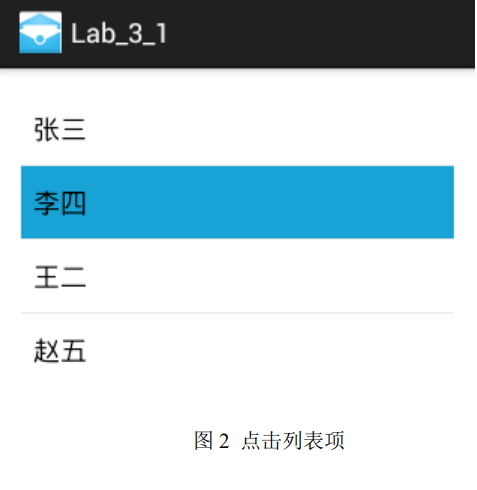 Lab_3_1
张三
李四
王二
赵五
图 2 点击列表项